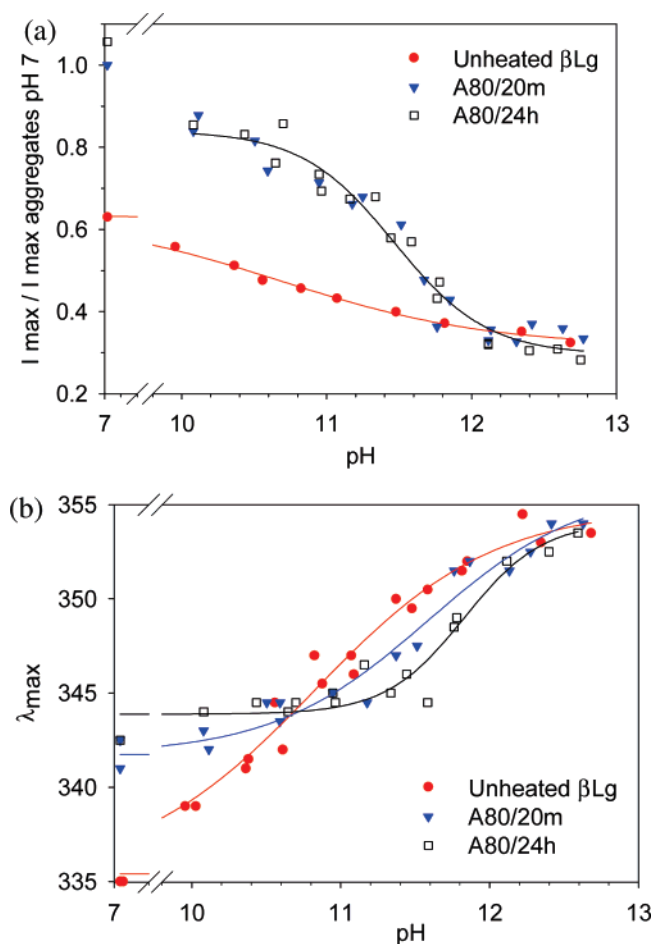 (a)
I max / I max aggregates pH 7
1.0
0.8
0.6
0.4
0.2
Unheated βLg
A80/20m
A80/24h
7 10 11 12 13
pH
(b)
λmax
355
350
345
340
335
Unheated βLg
A80/20m
A80/24h
7 10 11 12 13
pH